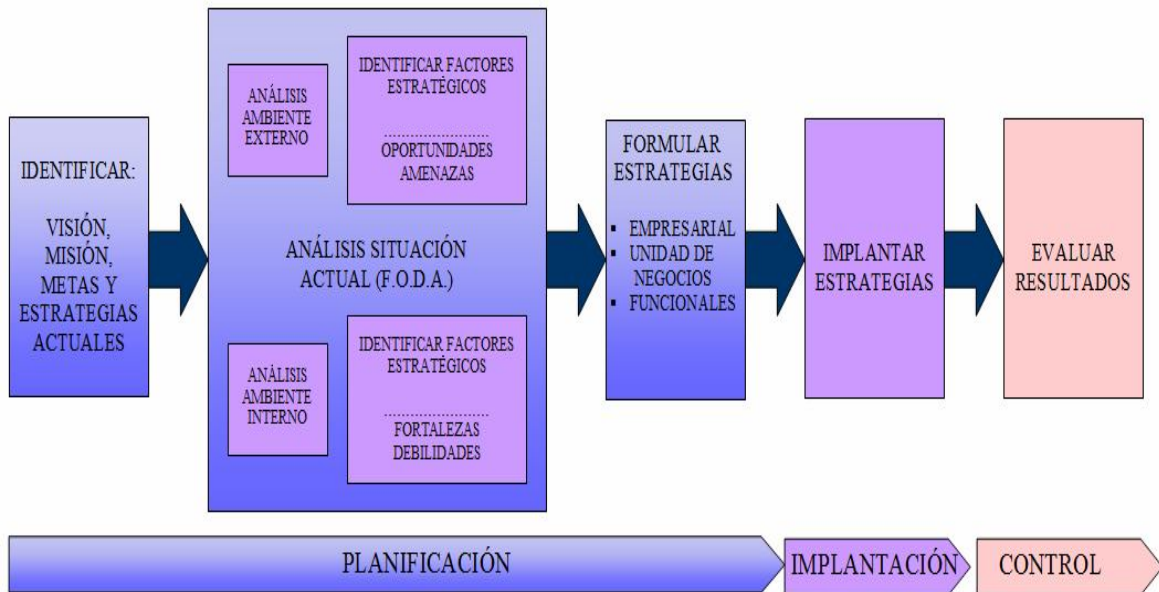 IDENTIFICAR:
VISIÓN,
MISIÓN,
METAS Y
ESTRATEGIAS
ACTUALES
ANÁLISIS
AMBIENTE
EXTERNO
IDENTIFICAR FACTORES
ESTRATÉGICOS
........................
OPORTUNIDADES
AMENAZAS
ANÁLISIS SITUACIÓN
ACTUAL (F.O.D.A.)
ANÀLISIS
AMBIENTE
INTERNO
IDENTIFICAR FACTORES
ESTRATÉGICOS
........................
FORTALEZAS
DEBILIDADES
FORMULAR
ESTRATEGIAS
▪ EMPRESARIAL
▪ UNIDAD DE
NEGOCIOS
▪ FUNCIONALES
IMPLANTAR
ESTRATEGIAS
EVALUAR
RESULTADOS
PLANIFICACIÓN
IMPLANTACIÓN
CONTROL